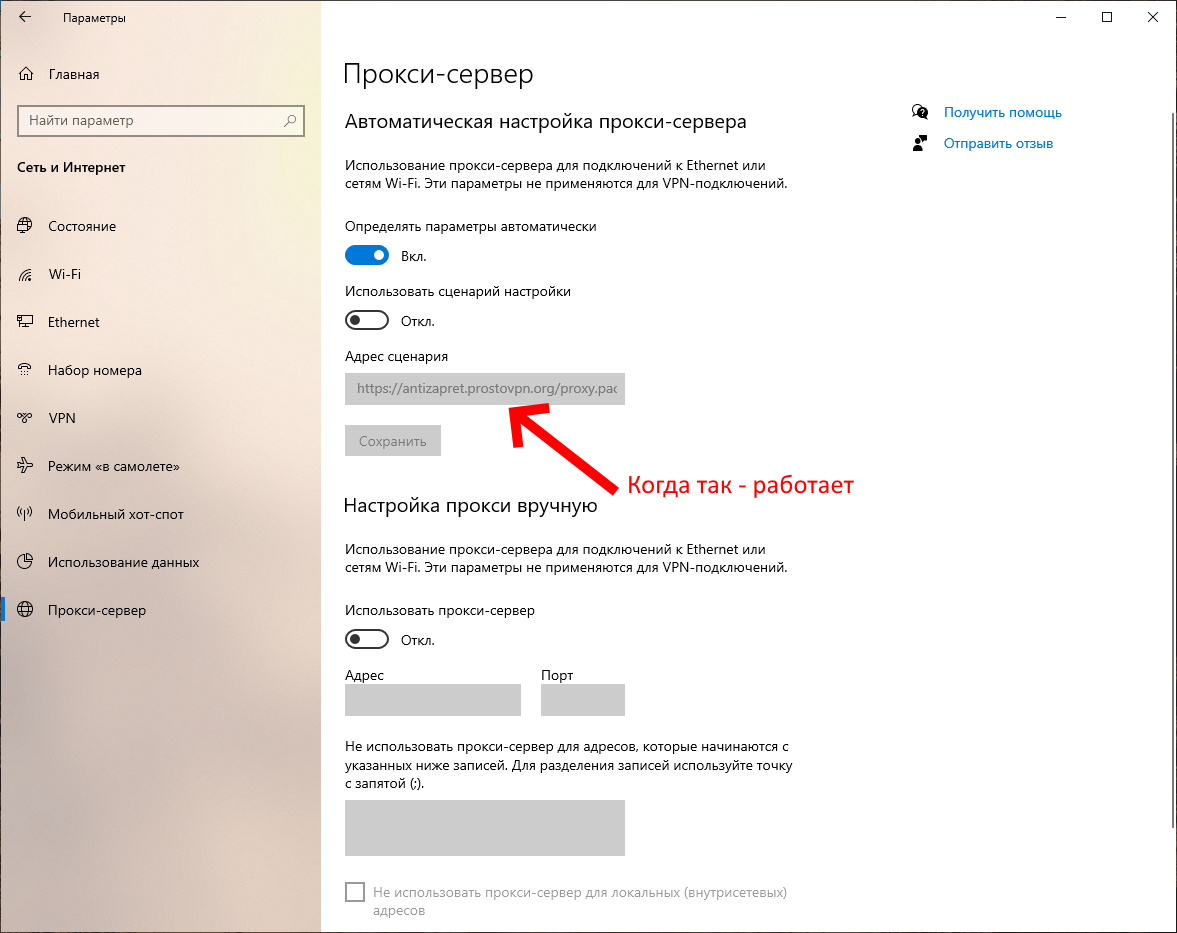 Параметры
Главная
Найти параметр
Сеть и Интернет
Состояние
Wi-Fi
Ethernet
Набор номера
VPN
Режим «в самолете»
Мобильный хот-спот
Использование данных
Прокси-сервер
Прокси-сервер
Автоматическая настройка прокси-сервера
Использование прокси-сервера для подключений к Ethernet или
сетям Wi-Fi. Эти параметры не применяются для VPN-подключений.
Определять параметры автоматически
Вкл.
Использовать сценарий настройки
Откл.
Адрес сценария
https://antizapret.prostovpn.org/proxy.pac
Сохранить
Когда так - работает
Настройка прокси вручную
Использование прокси-сервера для подключений к Ethernet или
сетям Wi-Fi. Эти параметры не применяются для VPN-подключений.
Использовать прокси-сервер
Откл.
Адрес Порт
Не использовать прокси-сервер для адресов, которые начинаются с
указанных ниже записей. Для разделения записей используйте точку
с запятой (;).
Не использовать прокси-сервер для локальных (внутрисетевых)
адресов
Получить помощь
Отправить отзыв